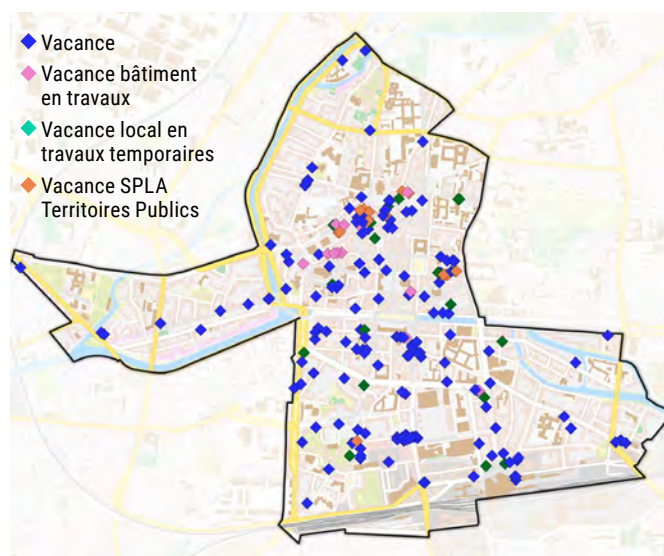 Vacance
Vacance bâtiment
en travaux
Vacance local en
travaux temporaires
Vacance SPLA
Territoires Publics